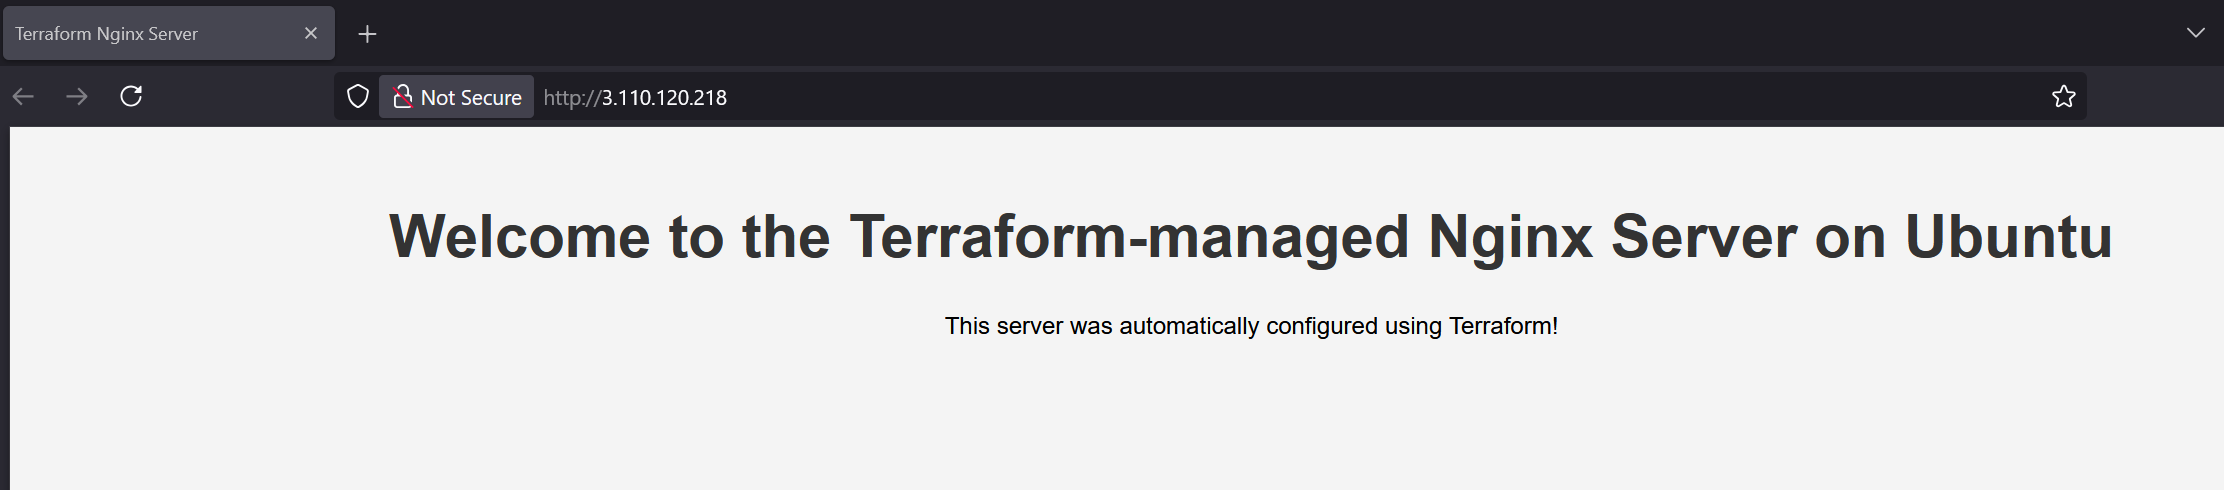 Terraform Nginx Server
Not Secure http://3.110.120.218
Welcome to the Terraform-managed Nginx Server on Ubuntu
This server was automatically configured using Terraform!